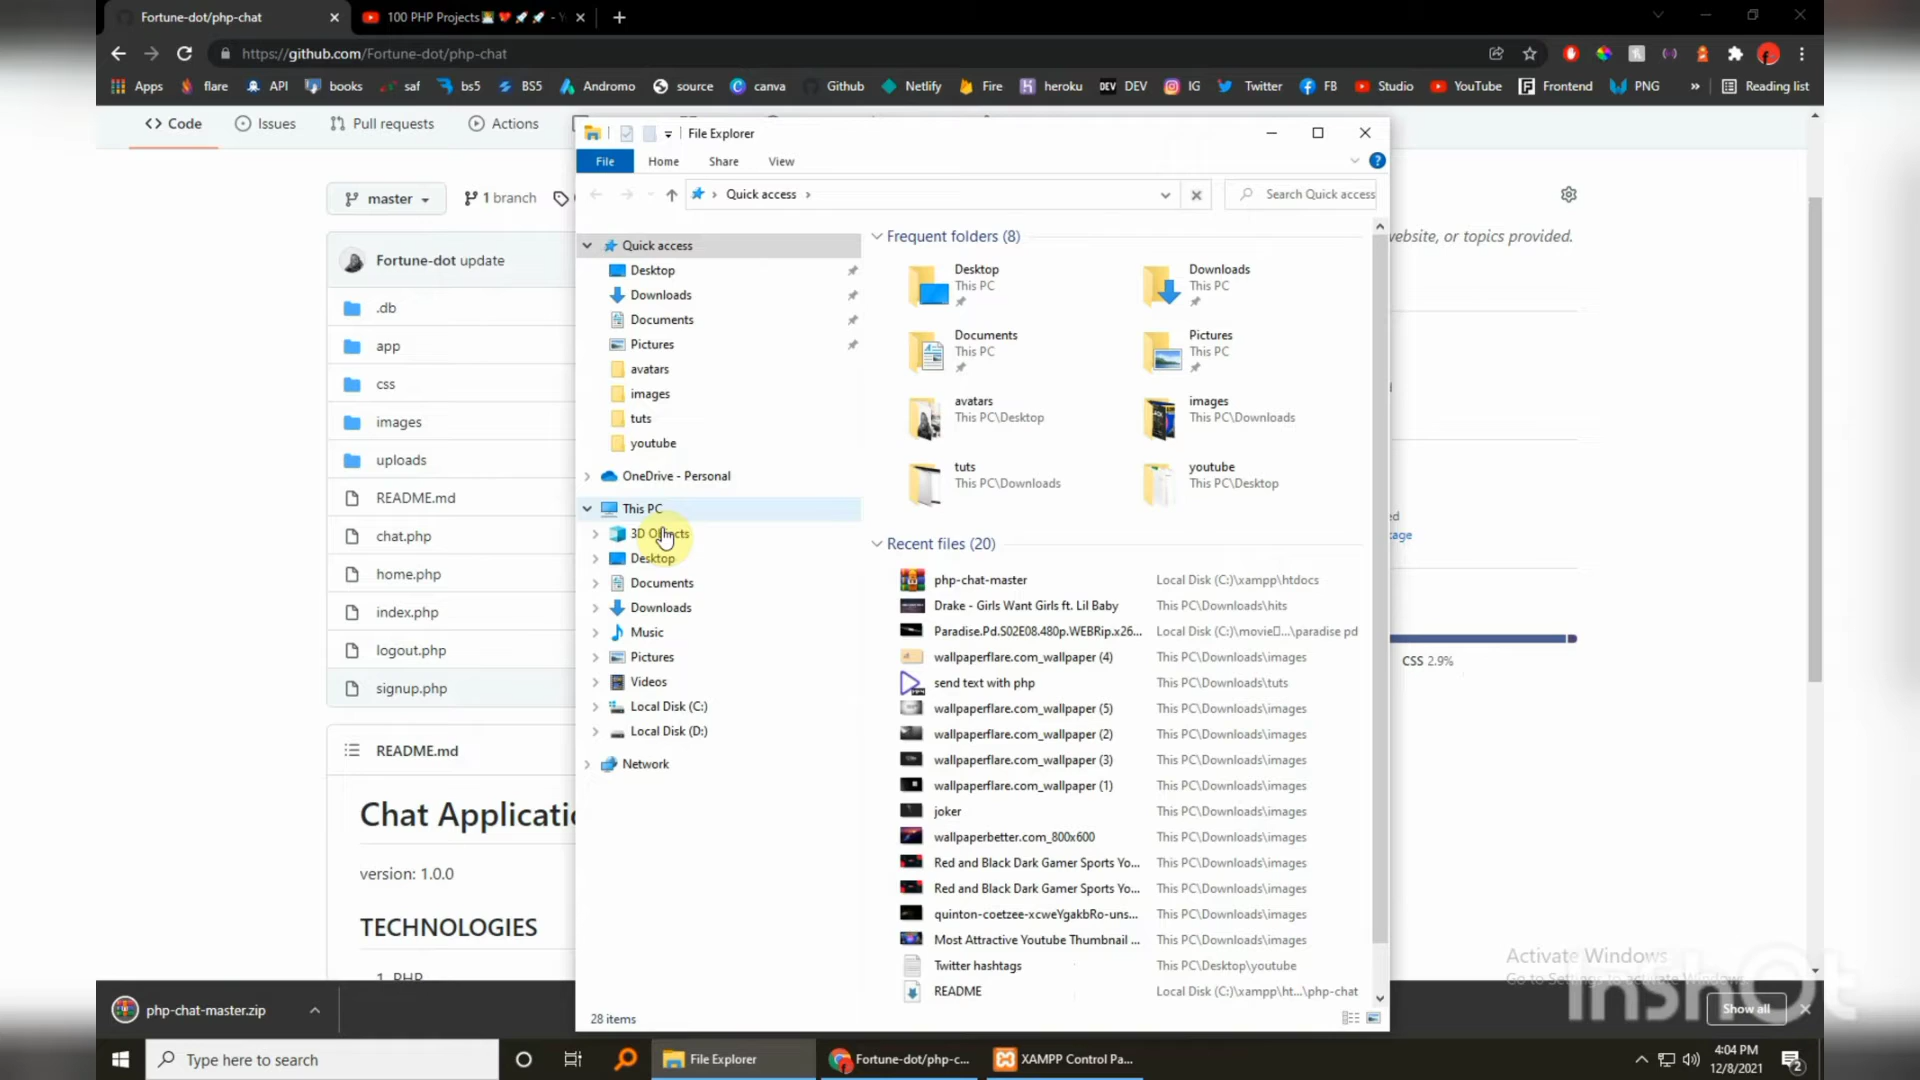 Fortune-dot/php-chat
100 PHP Projects
https://github.com/Fortune-dot/php-chat
Apps flare API books saf bs5 BS5 Andromo source canva Github Netlify Fire heroku DEV DEV IG Twitter FB Studio YouTube Frontend PNG » Reading list
Code Issues Pull requests Actions
master 1 branch
Fortune-dot update
.db
app
css
images
uploads
README.md
chat.php
home.php
index.php
logout.php
signup.php
README.md
Chat Applicatio
version: 1.0.0
TECHNOLOGIES
1. PHP
File Explorer
File Home Share View
Quick access
Search Quick access
Quick access
Desktop
Downloads
Documents
Pictures
avatars
images
tuts
youtube
OneDrive - Personal
This PC
3D Objects
Desktop
Documents
Downloads
Music
Pictures
Videos
Local Disk (C:)
Local Disk (D:)
Network
Frequent folders (8)
Desktop
This PC
Downloads
This PC
Documents
This PC
Pictures
This PC
avatars
This PC\Desktop
images
This PC\Downloads
tuts
This PC\Downloads
youtube
This PC\Desktop
Recent files (20)
php-chat-master Local Disk (C:)\xampp\htdocs
Drake - Girls Want Girls ft. Lil Baby This PC\Downloads\hits
Paradise.Pd.S02E08.480p.WEBRip.x26... Local Disk (C:)\movie▯...\paradise pd
wallpaperflare.com_wallpaper (4) This PC\Downloads\images
send text with php This PC\Downloads\tuts
wallpaperflare.com_wallpaper (5) This PC\Downloads\images
wallpaperflare.com_wallpaper (2) This PC\Downloads\images
wallpaperflare.com_wallpaper (3) This PC\Downloads\images
wallpaperflare.com_wallpaper (1) This PC\Downloads\images
joker This PC\Downloads\images
wallpaperbetter.com_800x600 This PC\Downloads\images
Red and Black Dark Gamer Sports Yo... This PC\Downloads\images
Red and Black Dark Gamer Sports Yo... This PC\Downloads\images
quinton-coetzee-xcweYgakbRo-uns... This PC\Downloads\images
Most Attractive Youtube Thumbnail ... This PC\Downloads\images
Twitter hashtags This PC\Desktop\youtube
README Local Disk (C:)\xampp\ht...\php-chat
28 items
website, or topics provided.
ed
kage
CSS 2.9%
Activate Windows
Go to Settings to activate Windows.
InShOt
php-chat-master.zip
Show all
Type here to search
File Explorer
Fortune-dot/php-c...
XAMPP Control Pa...
4:04 PM
12/8/2021
2